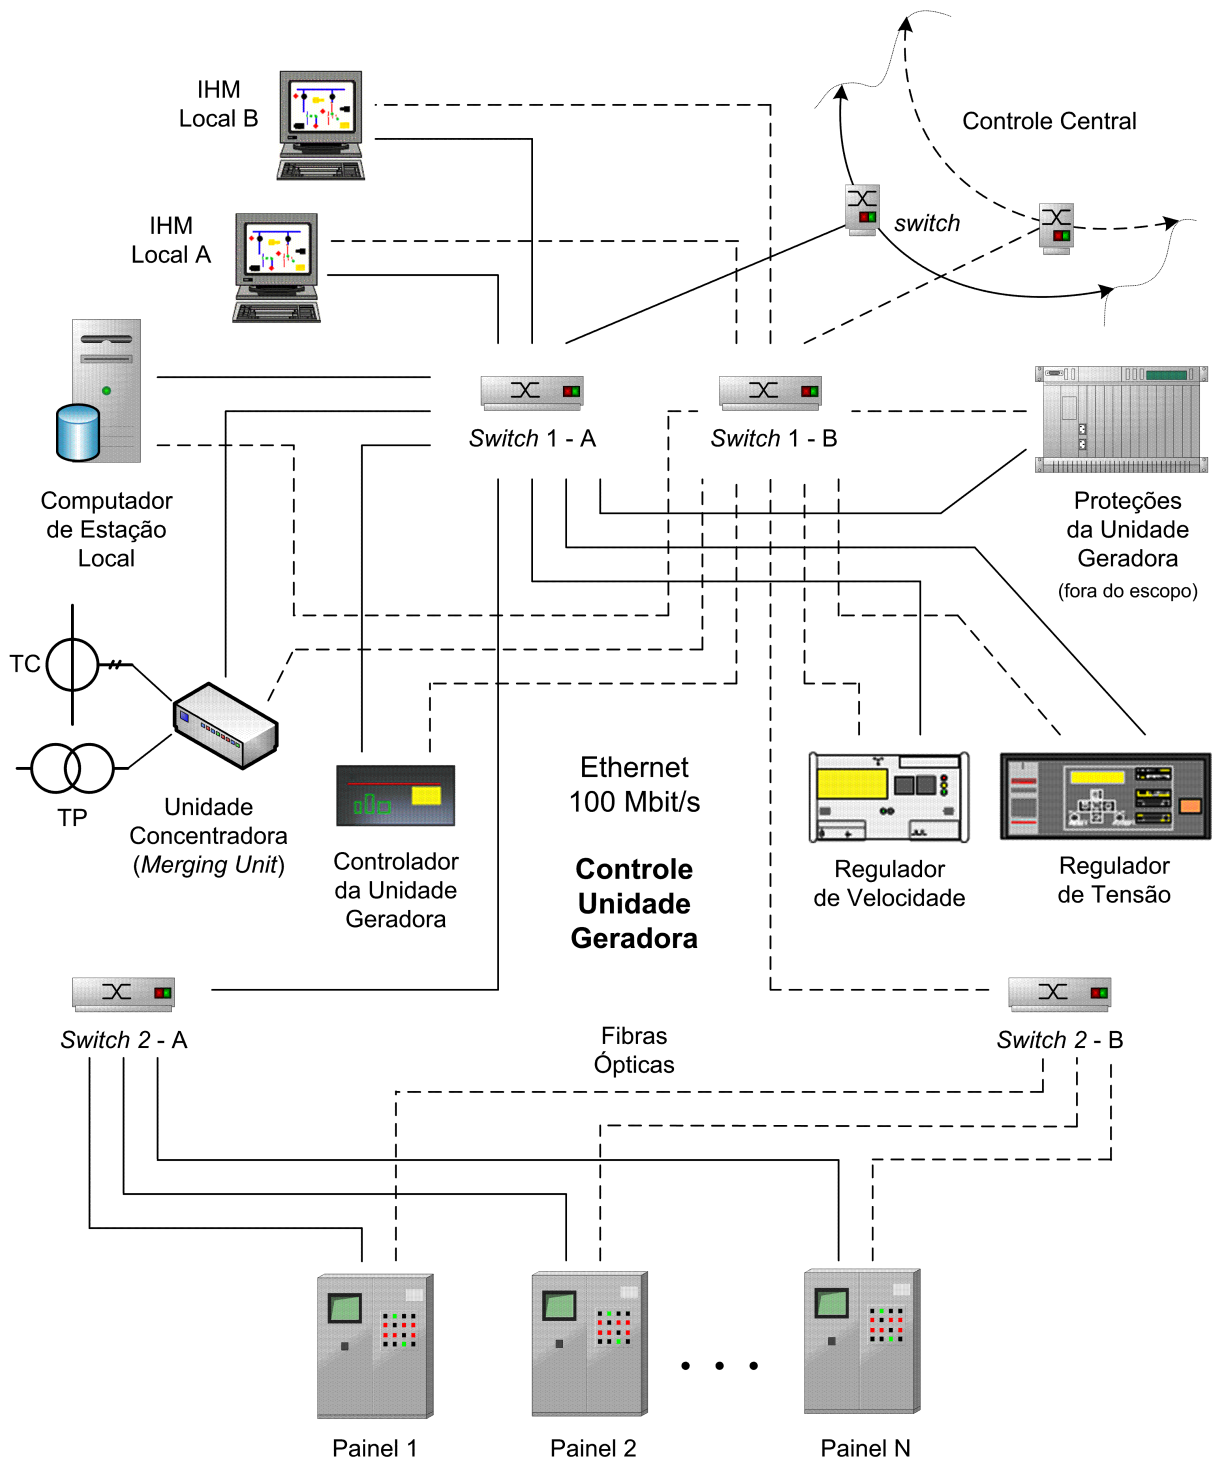 IHM
Local B
Controle Central
IHM
Local A
switch
Switch 1 - A
Switch 1 - B
Computador
de Estação
Local
Proteções
da Unidade
Geradora
(fora do escopo)
TC
TP
Unidade
Concentradora
(Merging Unit)
Controlador
da Unidade
Geradora
Ethernet
100 Mbit/s
Controle
Unidade
Geradora
Regulador
de Velocidade
Regulador
de Tensão
Switch 2 - A
Fibras
Ópticas
Switch 2 - B
Painel 1
Painel 2
Painel N